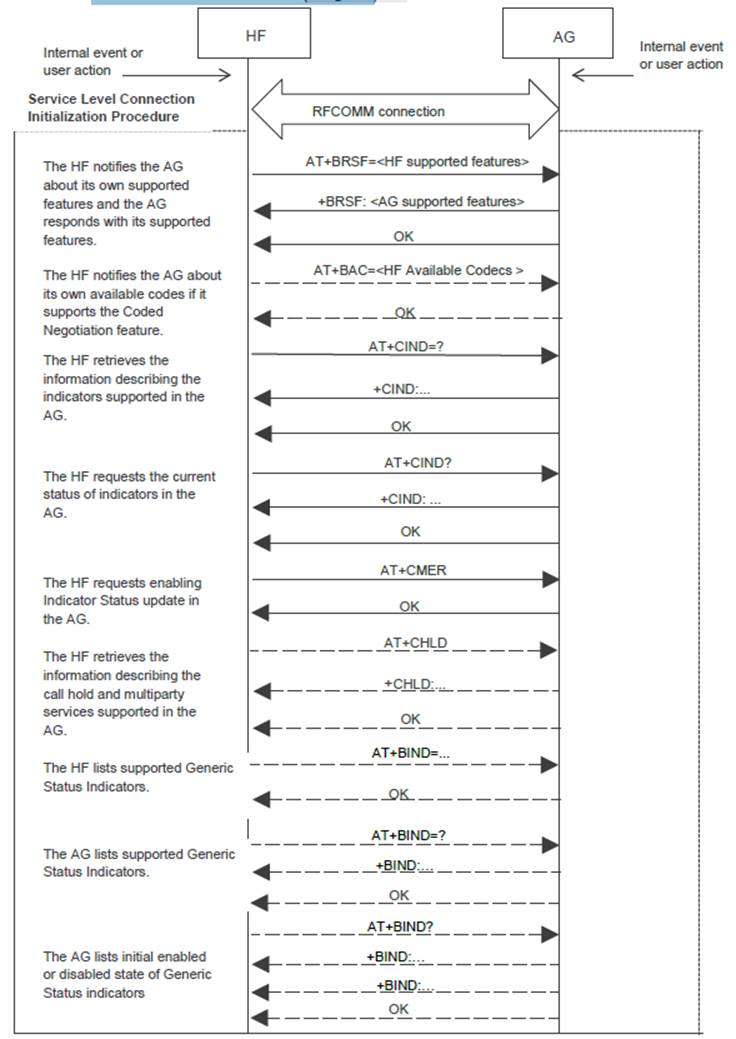 HF
AG
Internal event or
user action
Internal event
or user action
Service Level Connection
Initialization Procedure
RFCOMM connection
The HF notifies the AG
about its own supported
features and the AG
responds with its supported
features.
AT+BRSF=<HF supported features>
+BRSF: <AG supported features>
OK
The HF notifies the AG about
its own available codes if it
supports the Coded
Negotiation feature.
AT+BAC=<HF Available Codecs >
OK
The HF retrieves the
information describing the
indicators supported in the
AG.
AT+CIND=?
+CIND:...
OK
The HF requests the current
status of indicators in the
AG.
AT+CIND?
+CIND: ...
OK
The HF requests enabling
Indicator Status update in
the AG.
AT+CMER
OK
The HF retrieves the
information describing the
call hold and multiparty
services supported in the
AG.
AT+CHLD
+CHLD:...
OK
The HF lists supported Generic
Status Indicators.
AT+BIND=...
OK
The AG lists supported Generic
Status Indicators.
AT+BIND=?
+BIND:...
OK
The AG lists initial enabled
or disabled state of Generic
Status indicators
AT+BIND?
+BIND:...
+BIND:...
OK